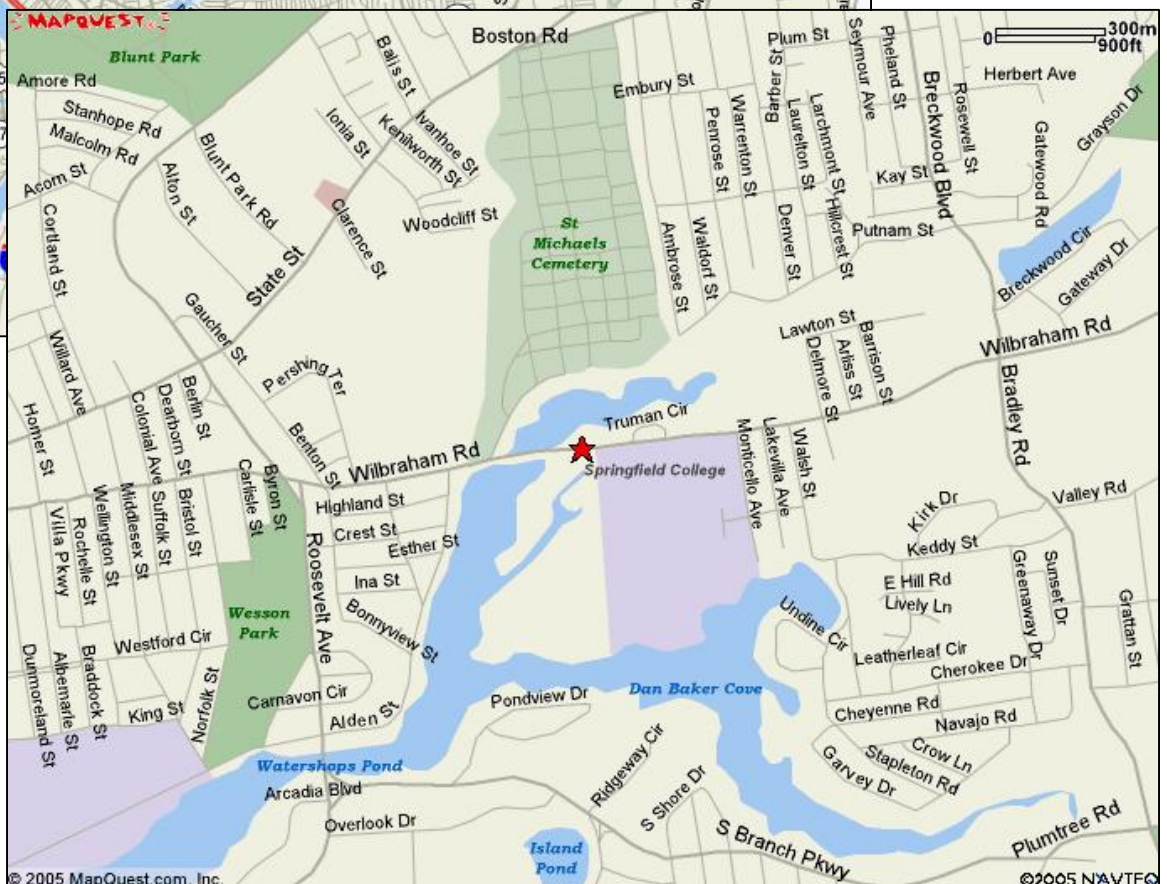 MAPQUEST
Blunt Park
Boston Rd
Plum St
0 300m
900ft
Amore Rd
Stanhope Rd
Malcolm Rd
Acorn St
Cortland St
Alton St
Blunt Park Rd
State St
Balis St
Ionia St
Ivanhoe St
Kenilworth St
Woodcliff St
Clarence St
St
Michaels
Cemetery
Embury St
Penrose St
Warrenton St
Barber St
Laurelton St
Larchmont St
Seymour Ave
Pheland St
Breckwood Blvd
Rosewell St
Herbert Ave
Gatewood Rd
Grayson Dr
Kay St
Putnam St
Hillcrest St
Denver St
Waldorf St
Ambrose St
Breckwood Cir
Gateway Dr
Gaucher St
Pershing Ter
Willard Ave
Homer St
Berlin St
Dearborn St
Colonial Ave
Benton St
Wilbraham Rd
Truman Cir
Springfield College
Lawton St
Delmore St
Arliss St
Barrison St
Wilbraham Rd
Bradley Rd
Monticello Ave
Lakevilla Ave
Walsh St
Kirk Dr
Valley Rd
Keddy St
Villa Pkwy
Rochelle St
Wellington St
Middlesex St
Suffolk St
Bristol St
Carlisle St
Byron St
Highland St
Crest St
Esther St
Ina St
Bonnyview St
Roosevelt Ave
Wesson
Park
Westford Cir
E Hill Rd
Lively Ln
Greenaway Dr
Sunset Dr
Grattan St
Undine Cir
Leatherleaf Cir
Cherokee Dr
Dunmoreland St
Albemarle St
Braddock St
King St
Norfolk St
Carnavon Cir
Alden St
Pondview Dr
Dan Baker Cove
Cheyenne Rd
Navajo Rd
Crow Ln
Stapleton Rd
Garvey Dr
Watershops Pond
Arcadia Blvd
Overlook Dr
Ridgeway Cir
S Shore Dr
S Branch Pkwy
Plumtree Rd
Island
Pond
© 2005 MapQuest.com, Inc.
©2005 NAVTEQ